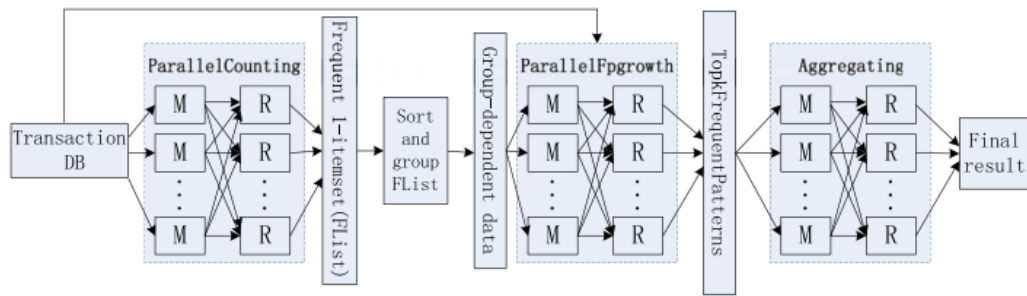 Transaction
DB
ParallelCounting
M
R
M
R
M
R
Frequent 1-itemset(FList)
Sort
and
group
FList
Group-dependent data
ParallelFpgrowth
M
R
M
R
M
R
TopkFrequentPatterns
Aggregating
M
R
M
R
M
R
Final
result